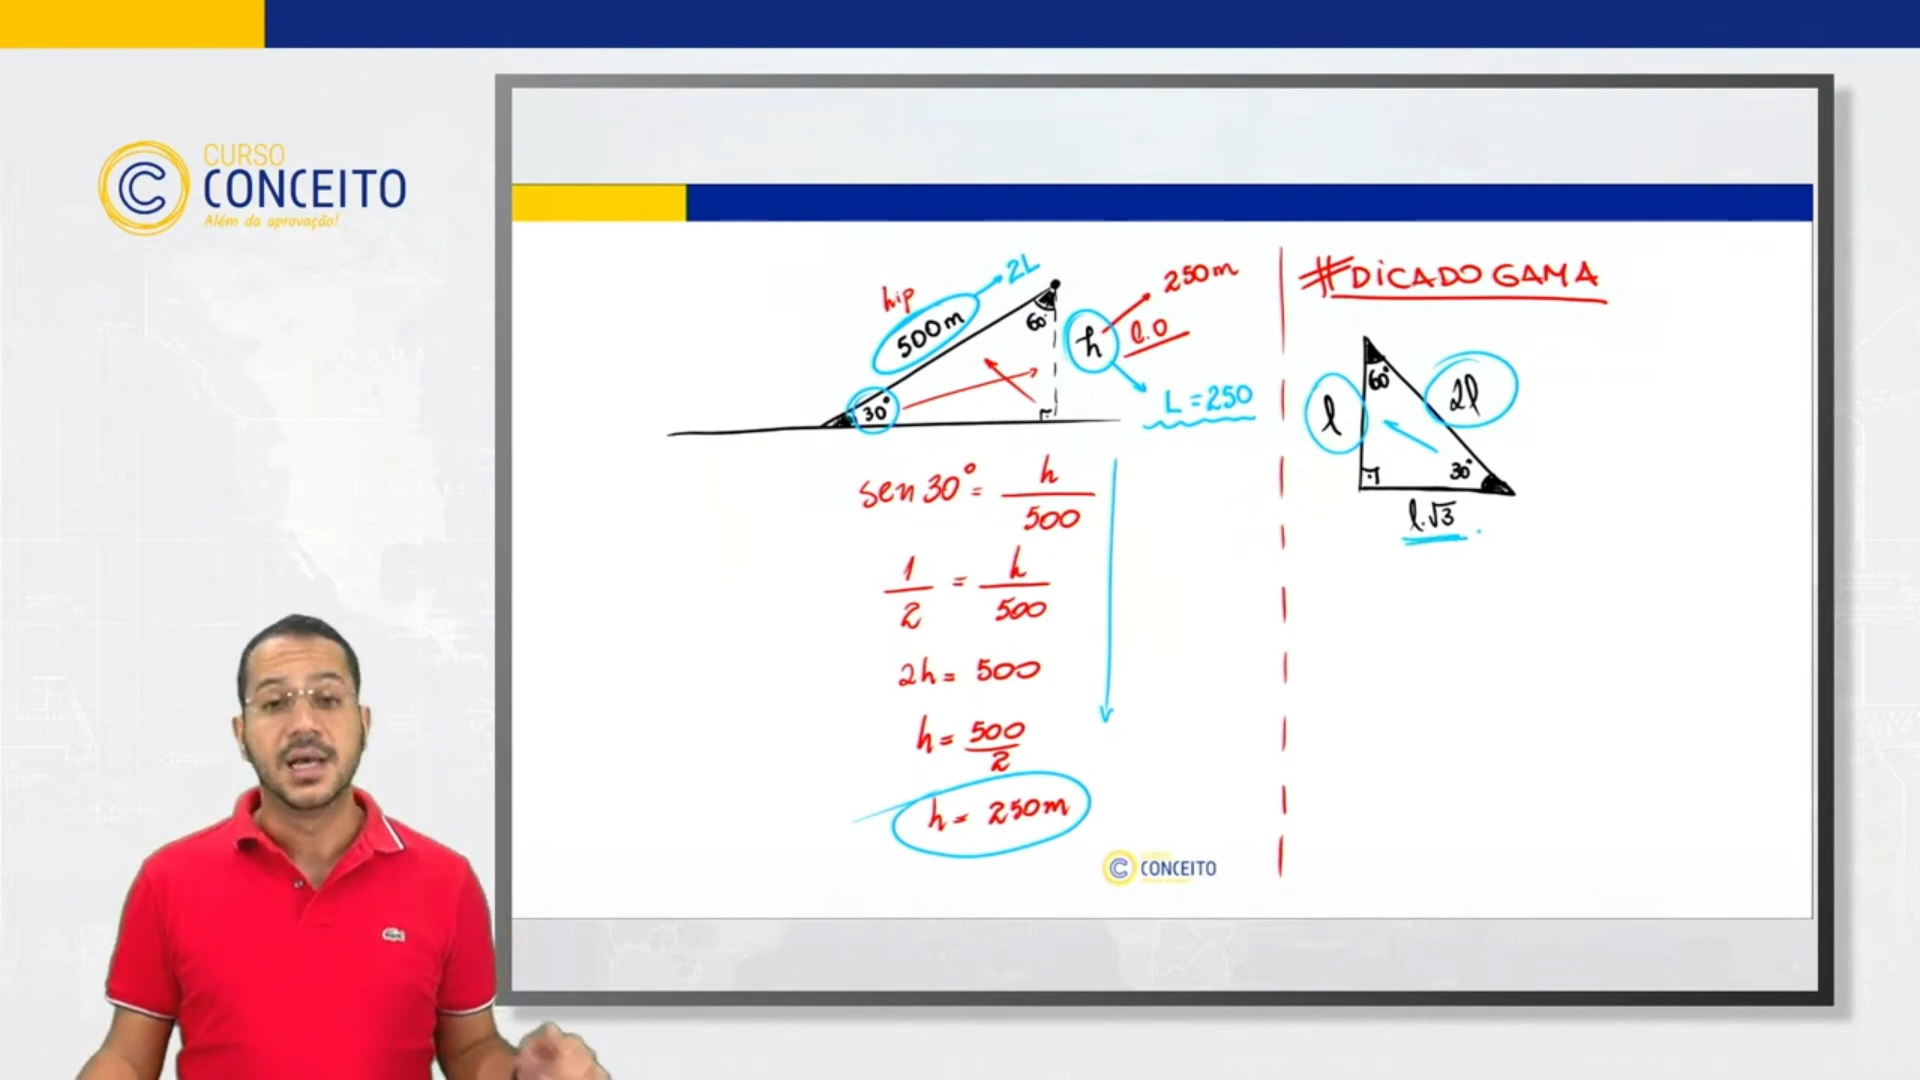 CURSO
CONCEITO
Além da aprovação!
hip
500m
2L
60°
h
250m
l.o
L=250
30°
sen 30° = h/500
1/2 = h/500
2h = 500
h = 500/2
h = 250m
#DICADOGAMA
60°
l
2l
30°
l.√3
CONCEITO